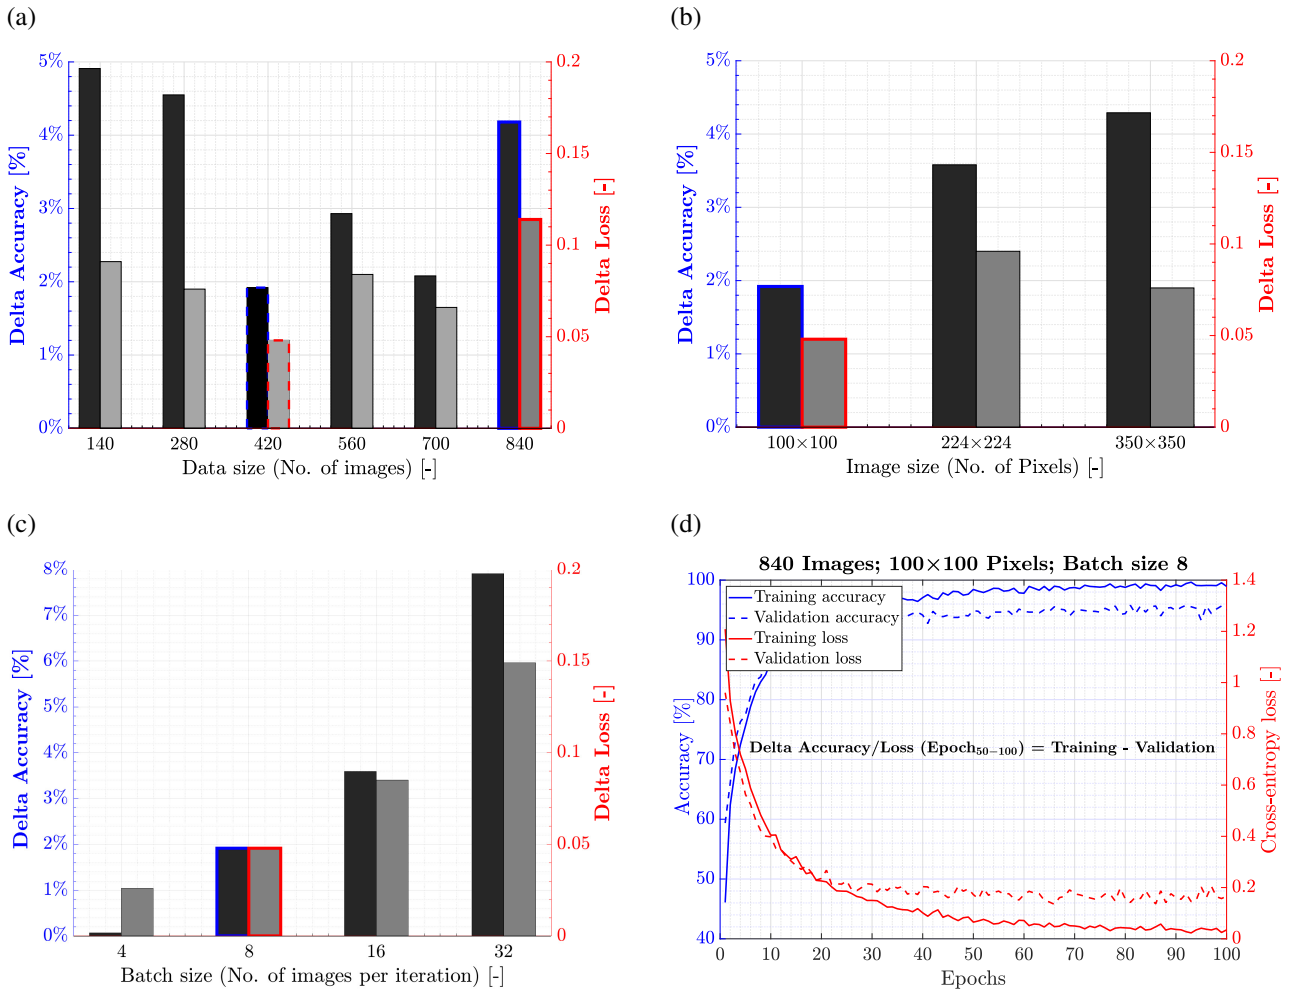 (a)
5%
4%
3%
2%
1%
0%
Delta Accuracy [%]
0.2
0.15
0.1
0.05
0
Delta Loss [-]
140 280 420 560 700 840
Data size (No. of images) [-]
(b)
5%
4%
3%
2%
1%
0%
Delta Accuracy [%]
0.2
0.15
0.1
0.05
0
Delta Loss [-]
100×100 224×224 350×350
Image size (No. of Pixels) [-]
(c)
8%
7%
6%
5%
4%
3%
2%
1%
0%
Delta Accuracy [%]
0.2
0.15
0.1
0.05
0
Delta Loss [-]
4 8 16 32
Batch size (No. of images per iteration) [-]
(d)
840 Images; 100×100 Pixels; Batch size 8
100
90
80
70
60
50
40
Accuracy [%]
Training accuracy
Validation accuracy
Training loss
Validation loss
Delta Accuracy/Loss (Epoch50−100) = Training - Validation
1.4
1.2
1
0.8
0.6
0.4
0.2
0
Cross-entropy loss [-]
0 10 20 30 40 50 60 70 80 90 100
Epochs